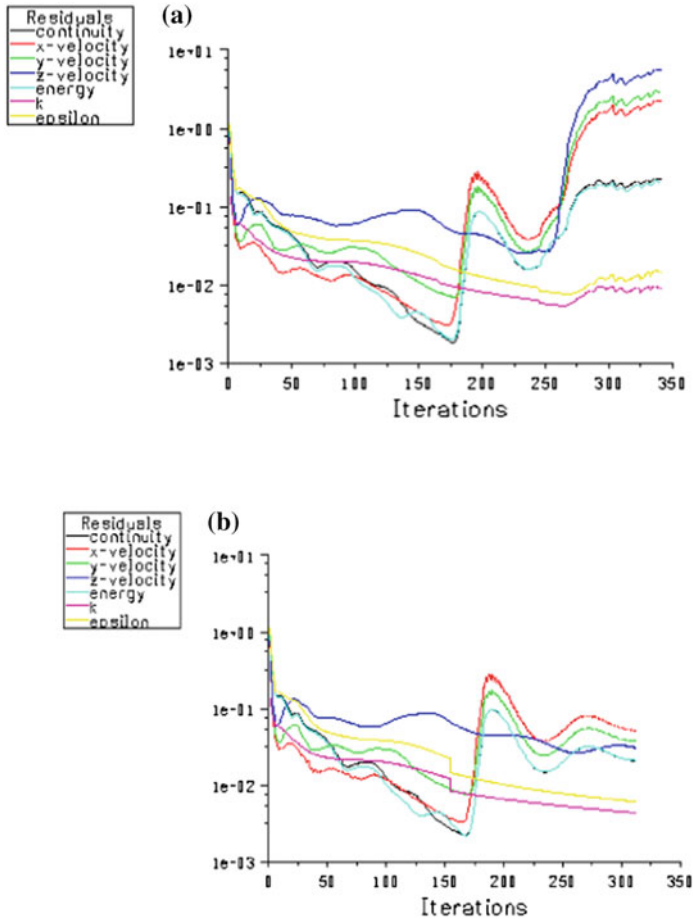 (a)
Residuals
continuity
x-velocity
y-velocity
z-velocity
energy
k
epsilon
1e+01
1e+00
1e-01
1e-02
1e-03
0 50 100 150 200 250 300 350
Iterations
(b)
Residuals
continuity
x-velocity
y-velocity
z-velocity
energy
k
epsilon
1e+01
1e+00
1e-01
1e-02
1e-03
0 50 100 150 200 250 300 350
Iterations